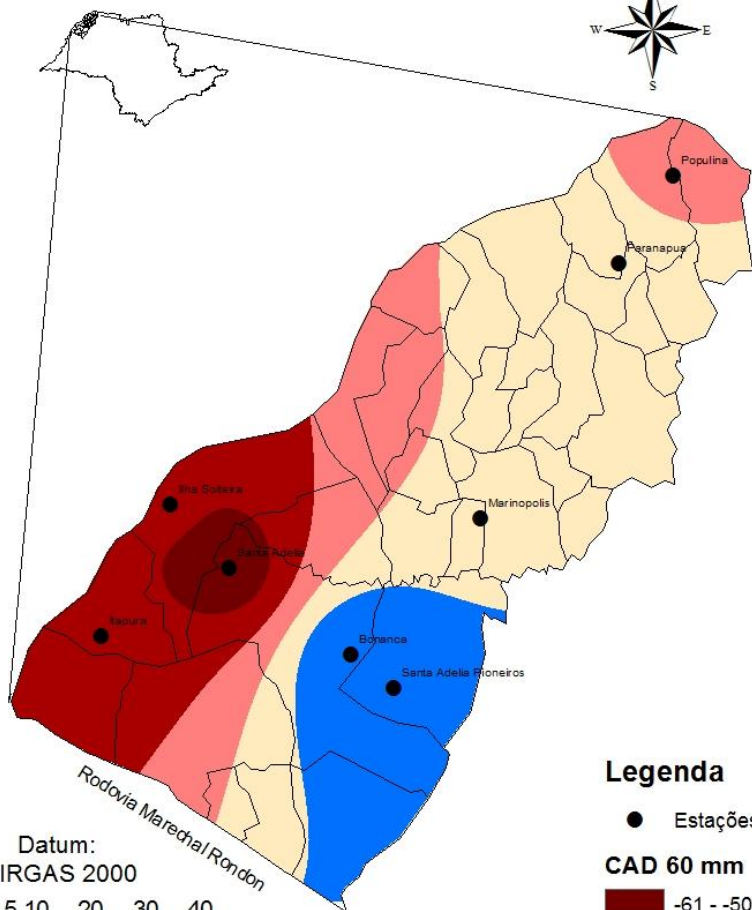 W E
S
Populina
Paranapua
Ilha Solteira
Marinopolis
Santa Adelia
Itapura
Bonanca
Santa Adelia Pioneiros
Rodovia Marechal Rondon
Legenda
Estações
CAD 60 mm
-61 - -50
Datum:
IRGAS 2000
5 10 20 30 40